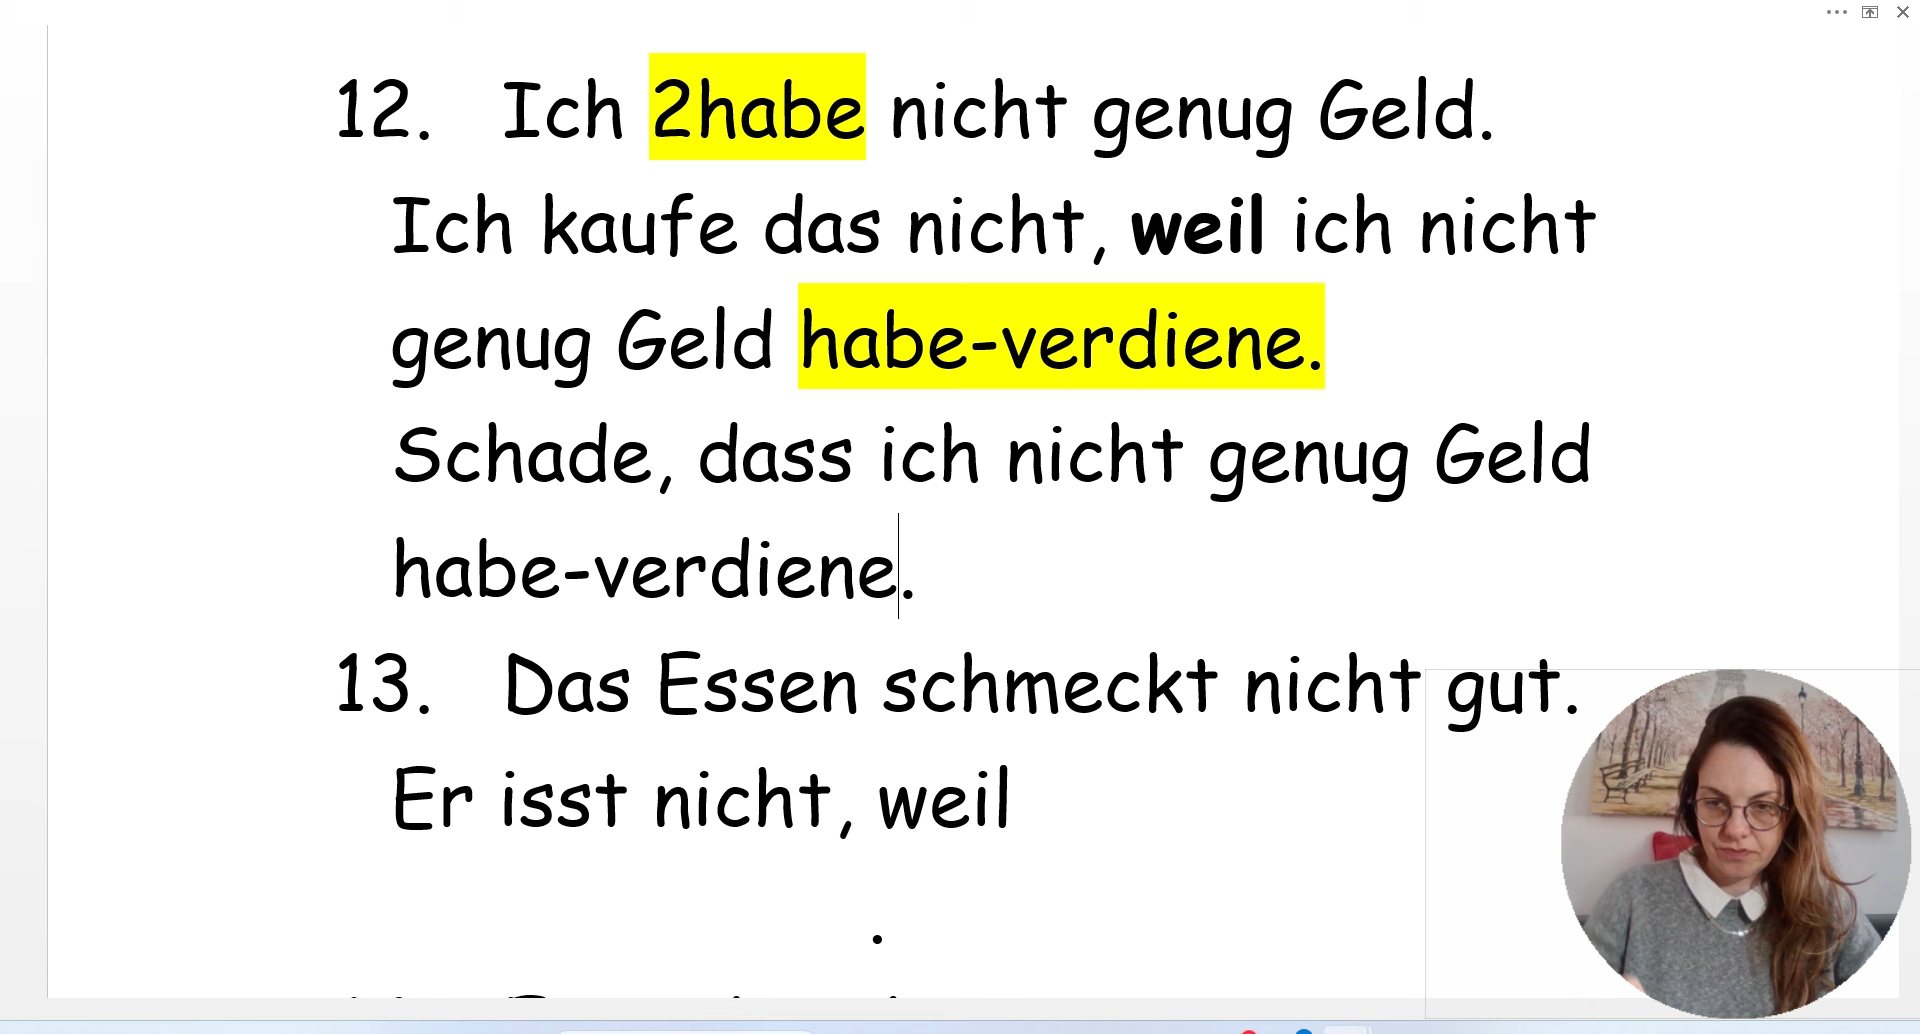 12. Ich 2habe nicht genug Geld.
Ich kaufe das nicht, weil ich nicht
genug Geld habe-verdiene.
Schade, dass ich nicht genug Geld
habe-verdiene.
13. Das Essen schmeckt nicht gut.
Er isst nicht, weil
.